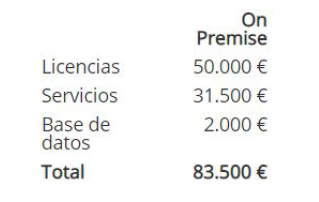 On
Premise
Licencias 50.000 €
Servicios 31.500 €
Base de
datos 2.000 €
Total 83.500 €